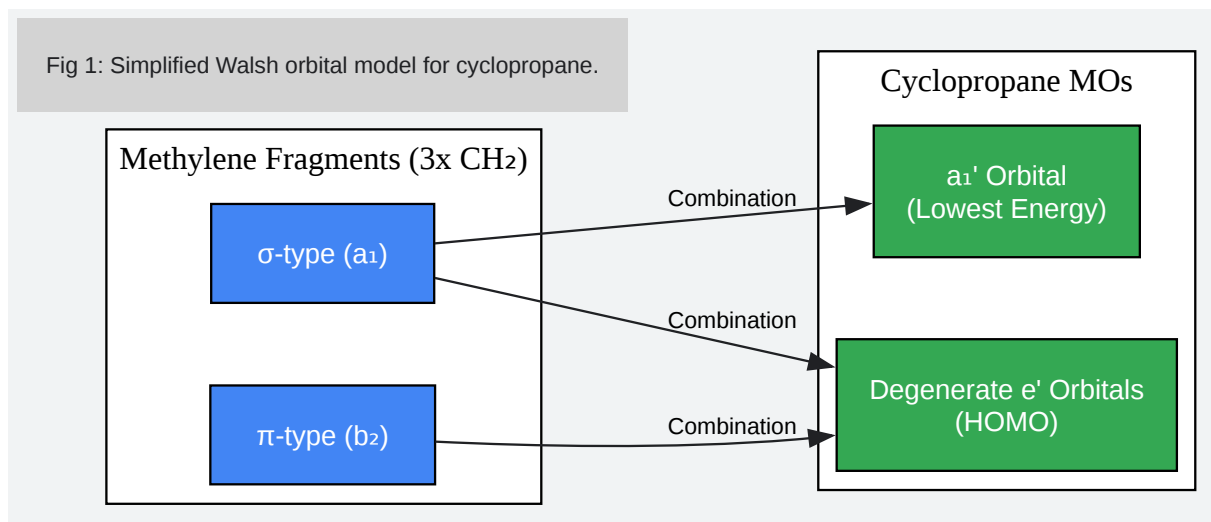 Fig 1: Simplified Walsh orbital model for cyclopropane.
Methylene Fragments (3x CH₂)
σ-type (a₁)
π-type (b₂)
Combination
Combination
Combination
Cyclopropane MOs
a₁' Orbital
(Lowest Energy)
Degenerate e' Orbitals
(HOMO)